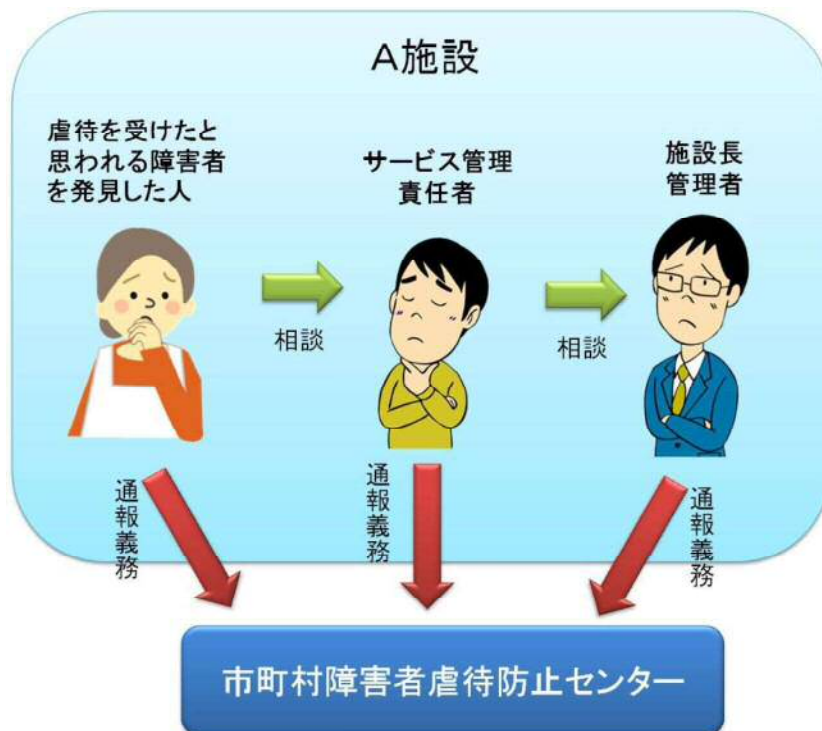 A施設
虐待を受けたと
思われる障害者
を発見した人
サービス管理
責任者
施設長
管理者
相談
相談
通報義務
通報義務
通報義務
市町村障害者虐待防止センター